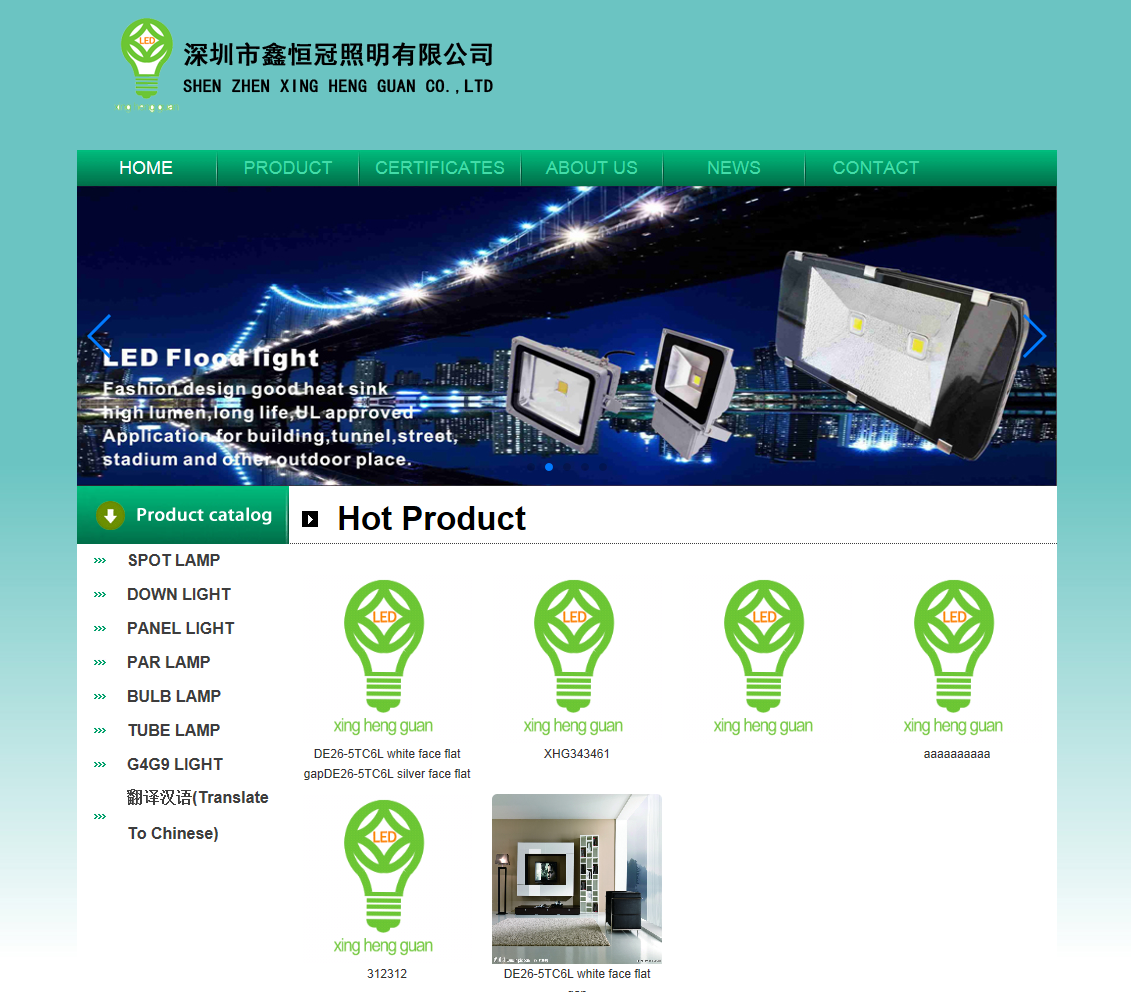 LED
深圳市鑫恒冠照明有限公司
SHEN ZHEN XING HENG GUAN CO.,LTD
HOME PRODUCT CERTIFICATES ABOUT US NEWS CONTACT
LED Flood light
Fashion design good heat sink
high lumen,long life,UL approved
Application for building,tunnel,street,
stadium and other outdoor place.
Product catalog
Hot Product
SPOT LAMP
DOWN LIGHT
PANEL LIGHT
PAR LAMP
BULB LAMP
TUBE LAMP
G4G9 LIGHT
翻译汉语(Translate
To Chinese)
LED LED LED LED
xing heng guan xing heng guan xing heng guan xing heng guan
DE26-5TC6L white face flat XHG343461 aaaaaaaaaa
gapDE26-5TC6L silver face flat
LED
xing heng guan
312312 DE26-5TC6L white face flat